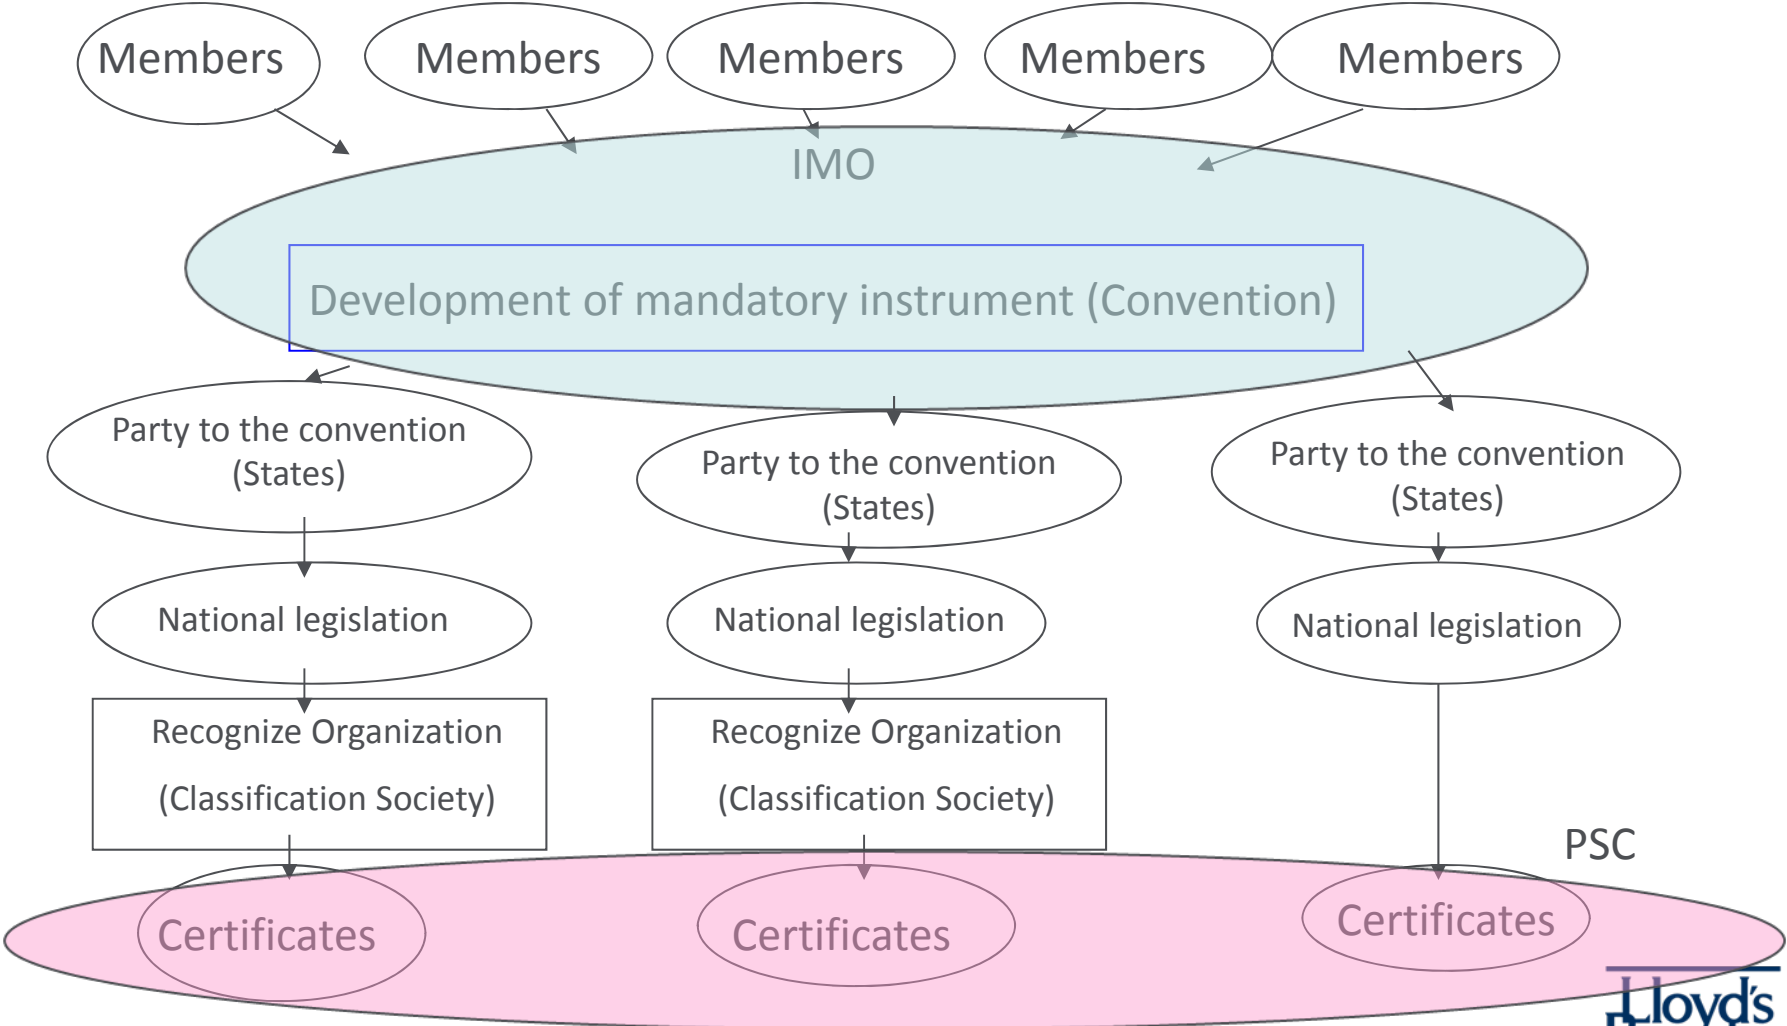 Members
Members
Members
Members
Members
IMO
Development of mandatory instrument (Convention)
Party to the convention
(States)
Party to the convention
(States)
Party to the convention
(States)
National legislation
National legislation
National legislation
Recognize Organization
(Classification Society)
Recognize Organization
(Classification Society)
PSC
Certificates
Certificates
Certificates
Lloyd's